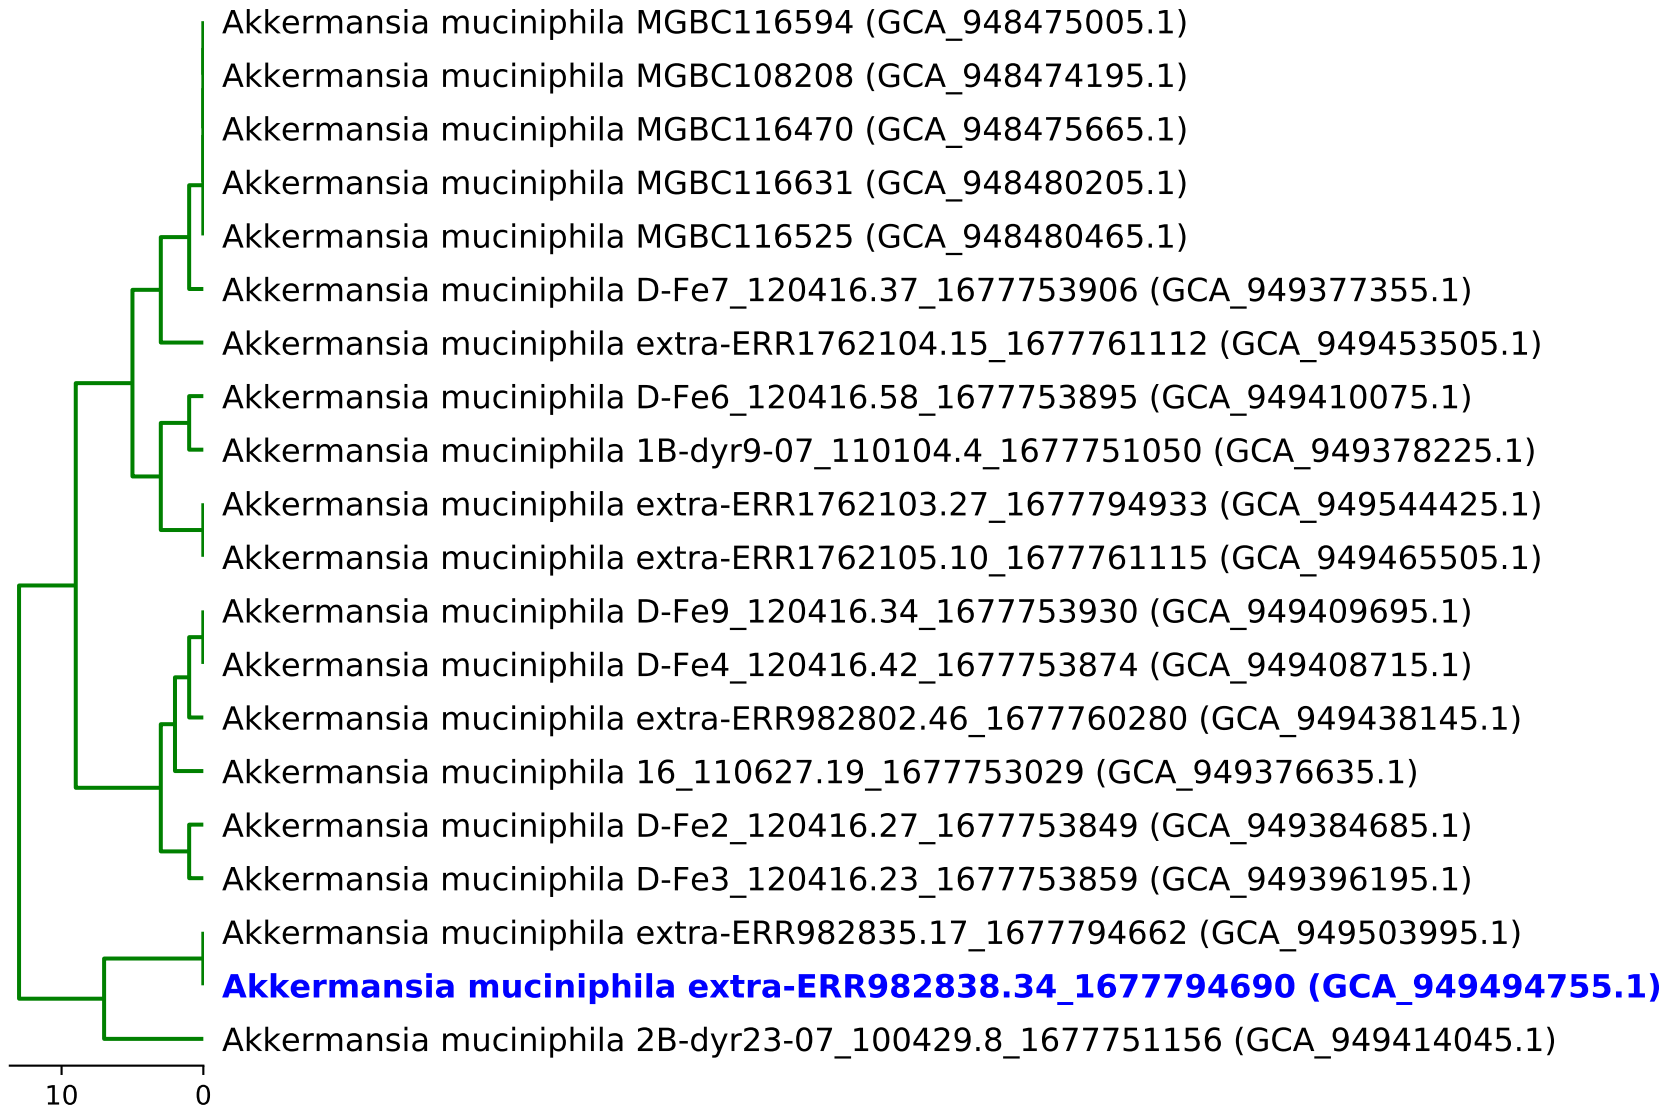 Akkermansia muciniphila MGBC116594 (GCA_948475005.1)
Akkermansia muciniphila MGBC108208 (GCA_948474195.1)
Akkermansia muciniphila MGBC116470 (GCA_948475665.1)
Akkermansia muciniphila MGBC116631 (GCA_948480205.1)
Akkermansia muciniphila MGBC116525 (GCA_948480465.1)
Akkermansia muciniphila D-Fe7_120416.37_1677753906 (GCA_949377355.1)
Akkermansia muciniphila extra-ERR1762104.15_1677761112 (GCA_949453505.1)
Akkermansia muciniphila D-Fe6_120416.58_1677753895 (GCA_949410075.1)
Akkermansia muciniphila 1B-dyr9-07_110104.4_1677751050 (GCA_949378225.1)
Akkermansia muciniphila extra-ERR1762103.27_1677794933 (GCA_949544425.1)
Akkermansia muciniphila extra-ERR1762105.10_1677761115 (GCA_949465505.1)
Akkermansia muciniphila D-Fe9_120416.34_1677753930 (GCA_949409695.1)
Akkermansia muciniphila D-Fe4_120416.42_1677753874 (GCA_949408715.1)
Akkermansia muciniphila extra-ERR982802.46_1677760280 (GCA_949438145.1)
Akkermansia muciniphila 16_110627.19_1677753029 (GCA_949376635.1)
Akkermansia muciniphila D-Fe2_120416.27_1677753849 (GCA_949384685.1)
Akkermansia muciniphila D-Fe3_120416.23_1677753859 (GCA_949396195.1)
Akkermansia muciniphila extra-ERR982835.17_1677794662 (GCA_949503995.1)
Akkermansia muciniphila extra-ERR982838.34_1677794690 (GCA_949494755.1)
Akkermansia muciniphila 2B-dyr23-07_100429.8_1677751156 (GCA_949414045.1)
10 0